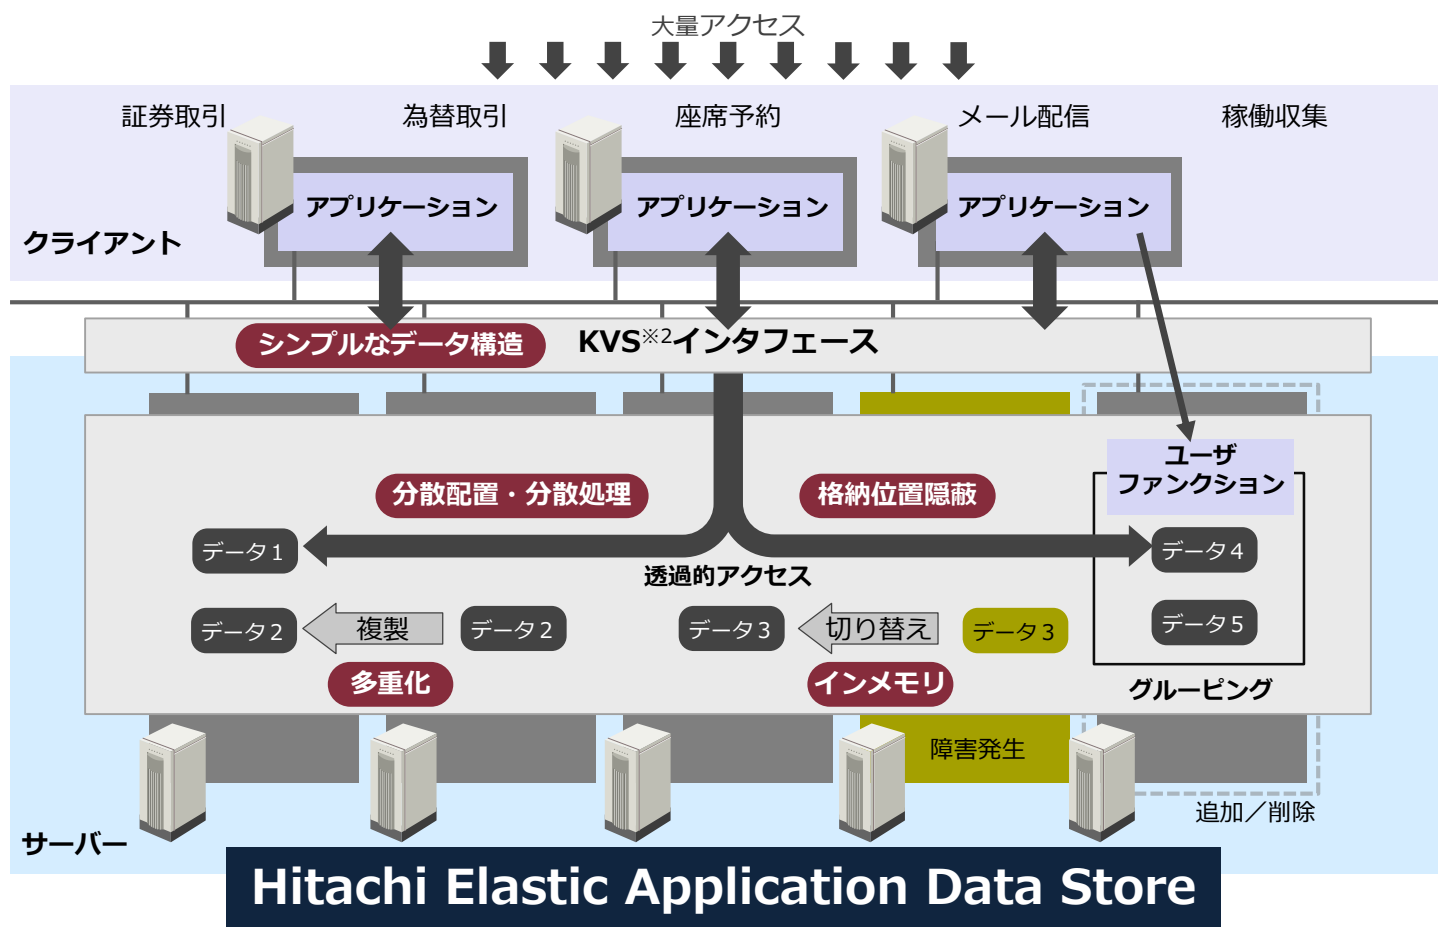 大量アクセス
証券取引
為替取引
座席予約
メール配信
稼働収集
アプリケーション
アプリケーション
アプリケーション
クライアント
シンプルなデータ構造
KVS※2インタフェース
ユーザ
ファンクション
分散配置・分散処理
格納位置隠蔽
データ1
データ4
透過的アクセス
データ2
複製
データ2
データ3
切り替え
データ3
データ5
多重化
インメモリ
グルーピング
障害発生
追加／削除
サーバー
Hitachi Elastic Application Data Store